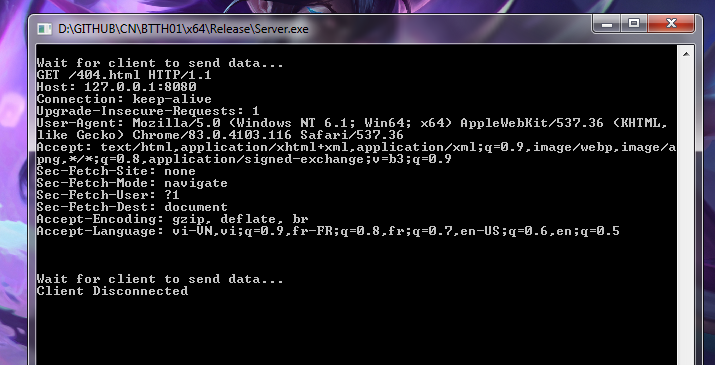 D:\GITHUB\CN\BTTH01\x64\Release\Server.exe
Wait for client to send data...
GET /404.html HTTP/1.1
Host: 127.0.0.1:8080
Connection: keep-alive
Upgrade-Insecure-Requests: 1
User-Agent: Mozilla/5.0 (Windows NT 6.1; Win64; x64) AppleWebKit/537.36 (KHTML,
like Gecko) Chrome/83.0.4103.116 Safari/537.36
Accept: text/html,application/xhtml+xml,application/xml;q=0.9,image/webp,image/a
png,*/*;q=0.8,application/signed-exchange;v=b3;q=0.9
Sec-Fetch-Site: none
Sec-Fetch-Mode: navigate
Sec-Fetch-User: ?1
Sec-Fetch-Dest: document
Accept-Encoding: gzip, deflate, br
Accept-Language: vi-VN,vi;q=0.9,fr-FR;q=0.8,fr;q=0.7,en-US;q=0.6,en;q=0.5
Wait for client to send data...
Client Disconnected